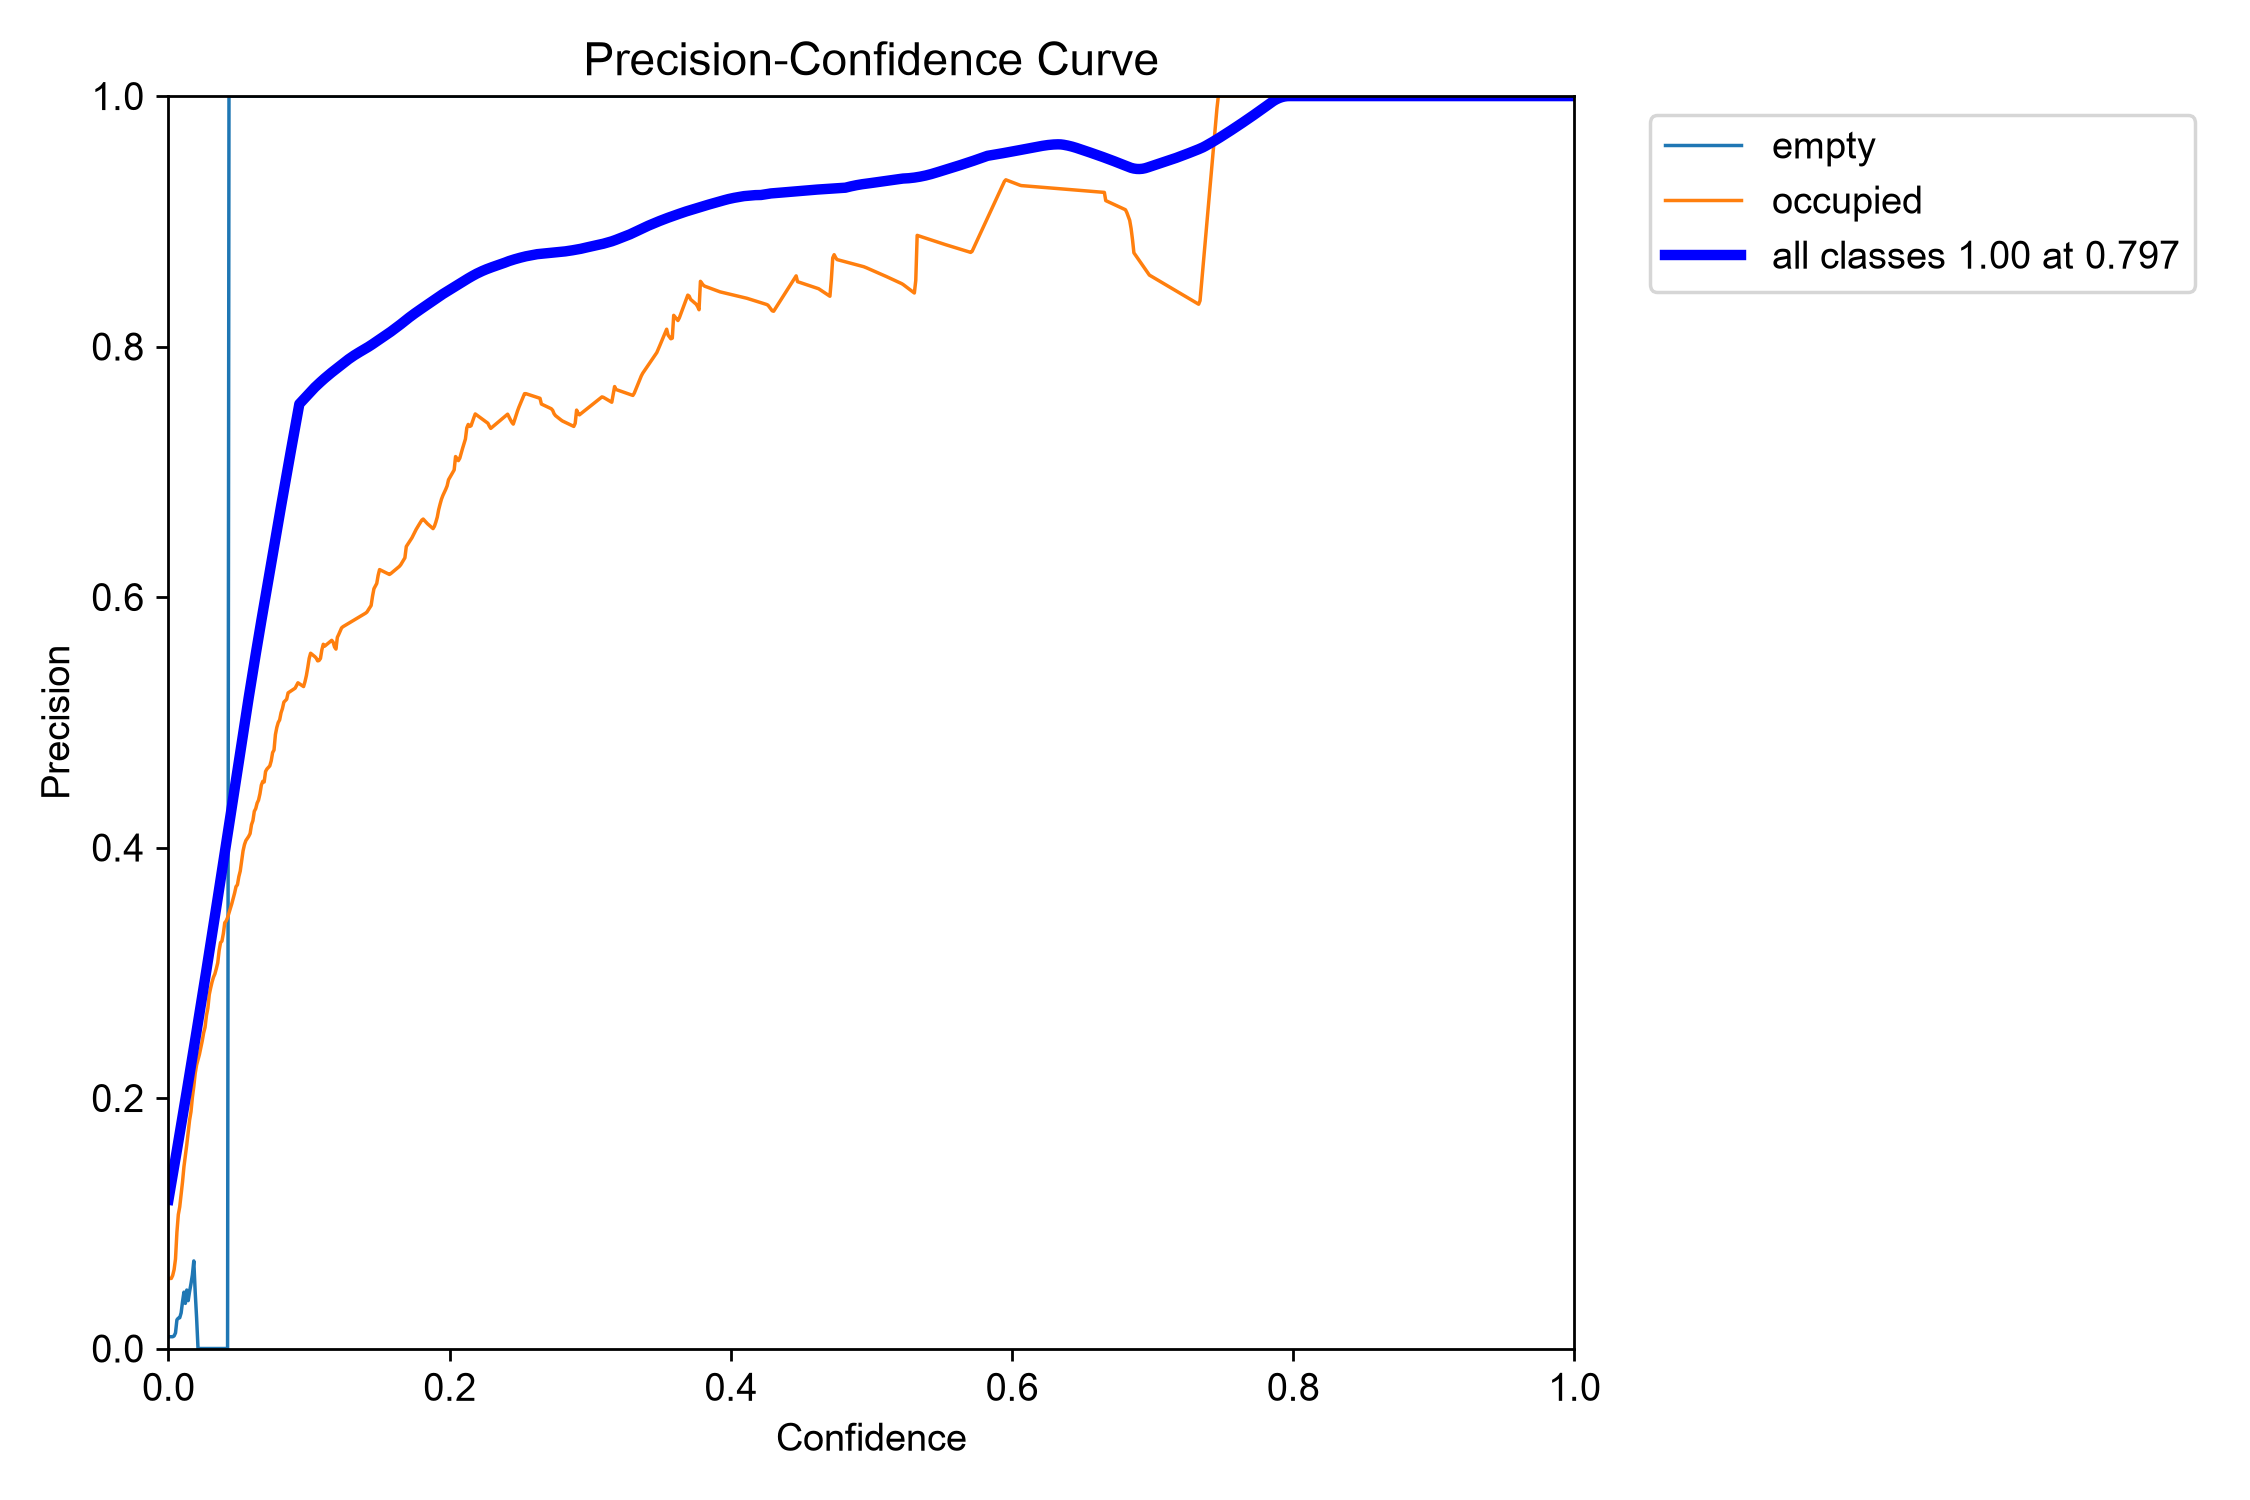 Precision-Confidence Curve
1.0
0.8
0.6
0.4
0.2
0.0
Precision
0.0 0.2 0.4 0.6 0.8 1.0
Confidence
empty
occupied
all classes 1.00 at 0.797